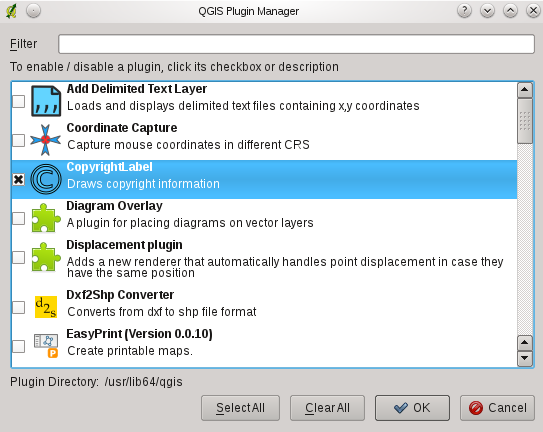 QGIS Plugin Manager
Filter
To enable / disable a plugin, click its checkbox or description
Add Delimited Text Layer
Loads and displays delimited text files containing x,y coordinates
Coordinate Capture
Capture mouse coordinates in different CRS
CopyrightLabel
Draws copyright information
Diagram Overlay
A plugin for placing diagrams on vector layers
Displacement plugin
Adds a new renderer that automatically handles point displacement in case they
have the same position
d2s
Dxf2Shp Converter
Converts from dxf to shp file format
EasyPrint (Version 0.0.10)
P
Create printable maps.
Plugin Directory: /usr/lib64/qgis
Select All
Clear All
OK
Cancel